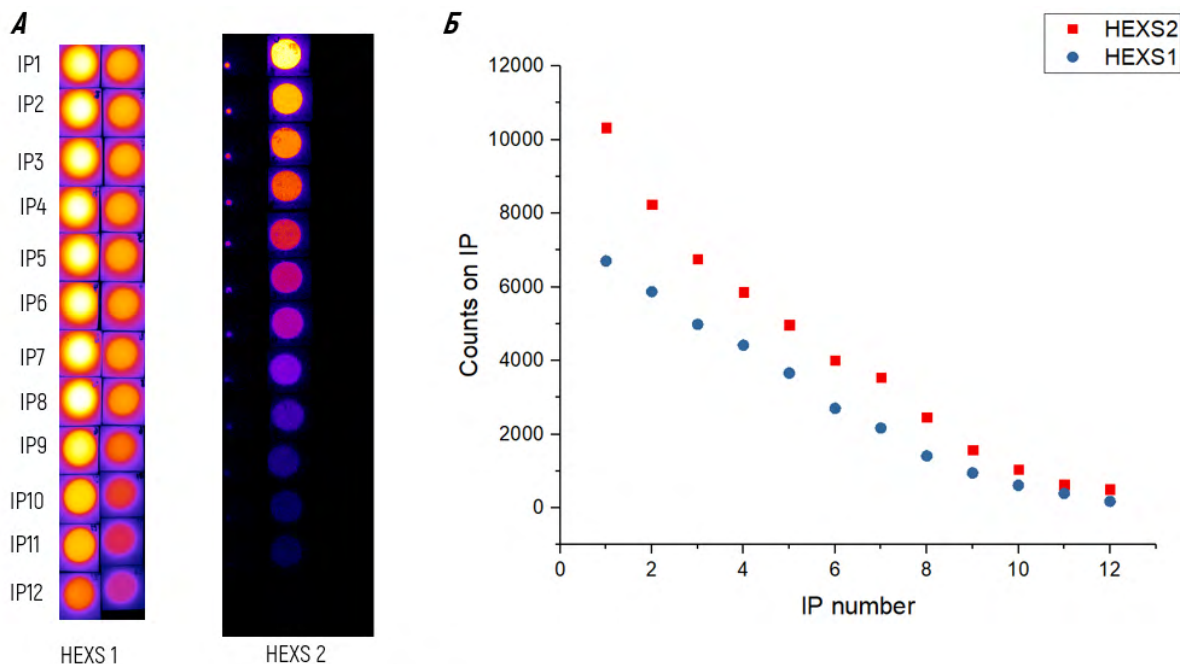 А
IP1
IP2
IP3
IP4
IP5
IP6
IP7
IP8
IP9
IP10
IP11
IP12
HEXS 1
HEXS 2
Б
HEXS2
HEXS1
Counts on IP
12000
10000
8000
6000
4000
2000
0
0 2 4 6 8 10 12
IP number